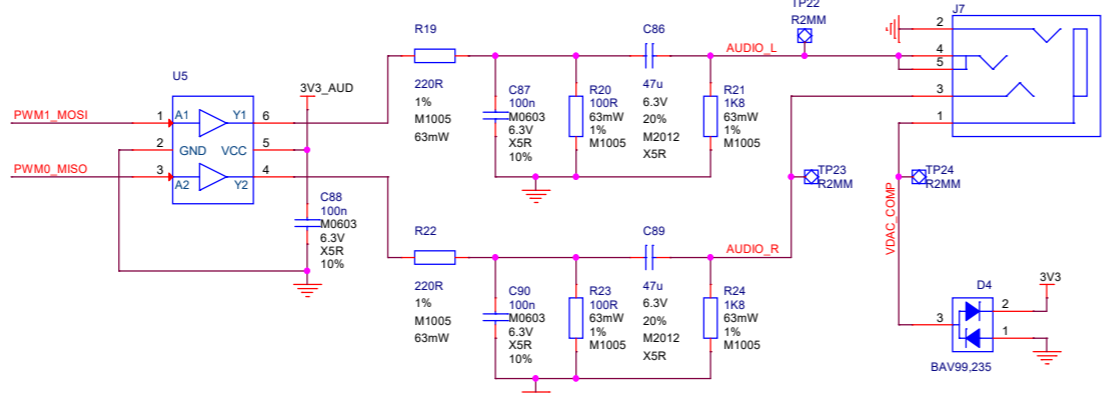 TP22
R2MM
J7
R19
C86
AUDIO_L
2
4
5
3
1
220R
1%
M1005
63mW
C87
100n
M0603
6.3V
X5R
10%
R20
100R
63mW
1%
M1005
47u
6.3V
20%
M2012
X5R
R21
1K8
63mW
1%
M1005
U5
3V3_AUD
PWM1_MOSI
1
A1
Y1
6
2
GND
VCC
5
PWM0_MISO
3
A2
Y2
4
C88
100n
M0603
6.3V
X5R
10%
TP23
R2MM
TP24
R2MM
VDAC_COMP
R22
C89
AUDIO_R
220R
1%
M1005
63mW
C90
100n
M0603
6.3V
X5R
10%
R23
100R
63mW
1%
M1005
47u
6.3V
20%
M2012
X5R
R24
1K8
63mW
1%
M1005
D4
3V3
3
2
1
BAV99,235